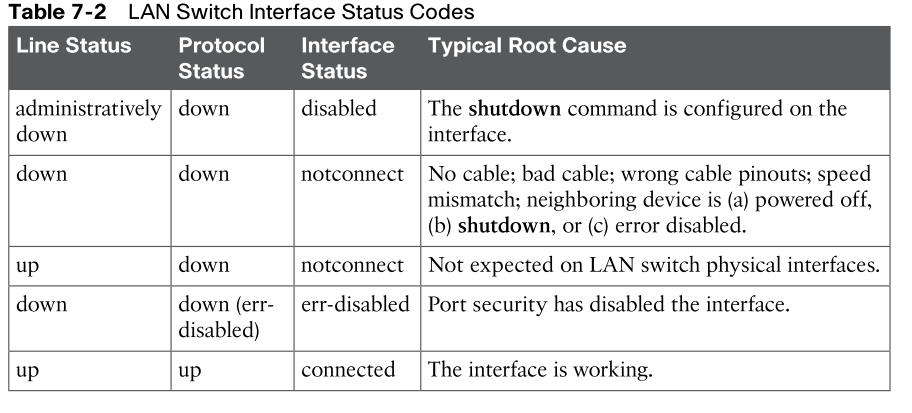 Table 7-2 LAN Switch Interface Status Codes
Line Status Protocol Status Interface Status Typical Root Cause
administratively down down disabled The shutdown command is configured on the interface.
down down notconnect No cable; bad cable; wrong cable pinouts; speed mismatch; neighboring device is (a) powered off, (b) shutdown, or (c) error disabled.
up down notconnect Not expected on LAN switch physical interfaces.
down down (err-disabled) err-disabled Port security has disabled the interface.
up up connected The interface is working.